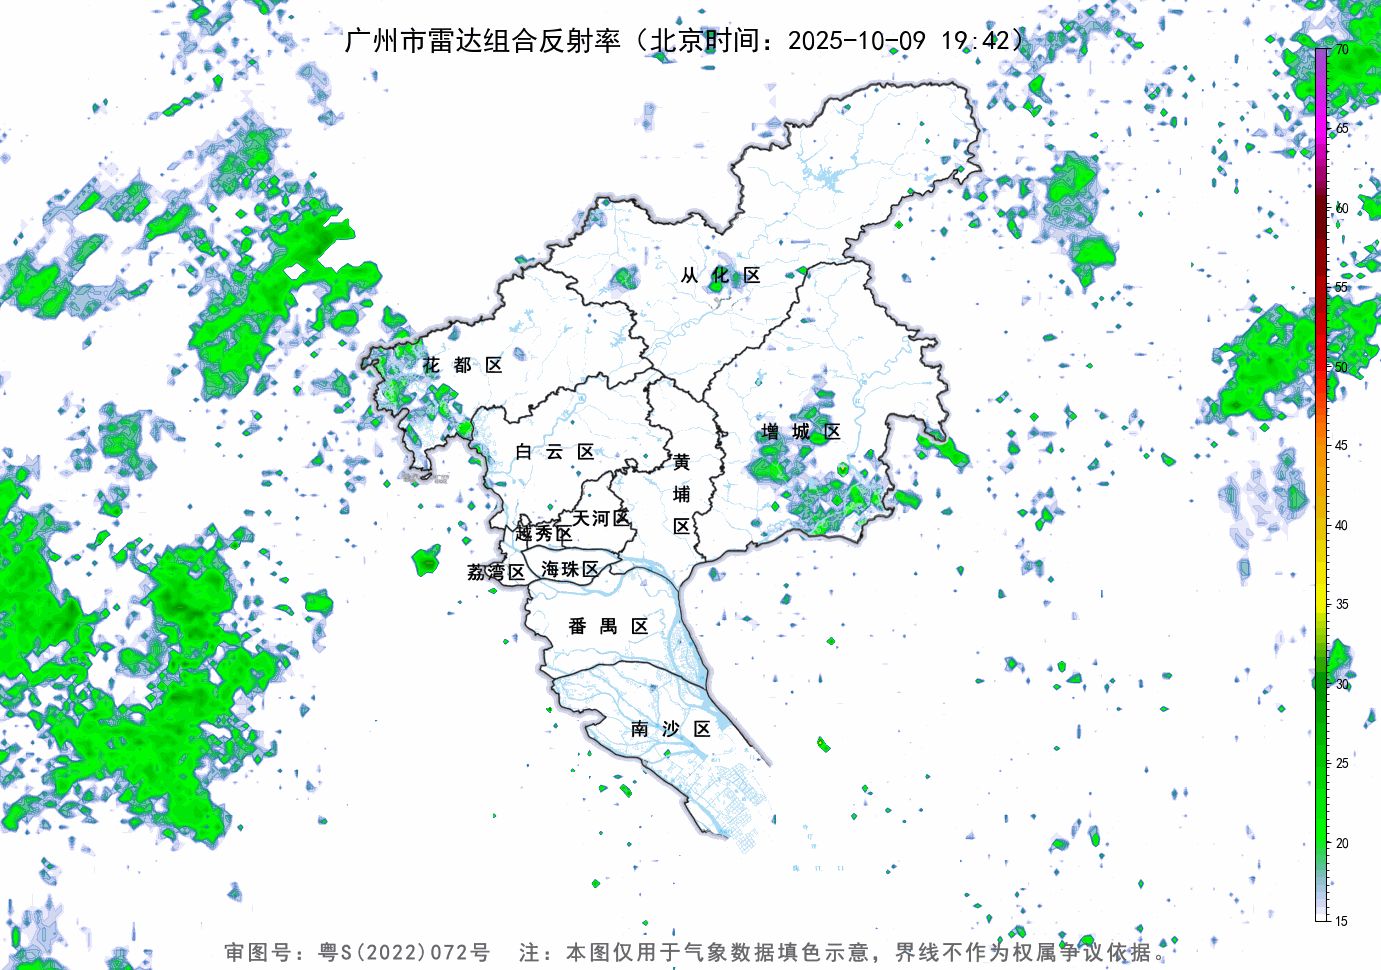 广州市雷达组合反射率（北京时间：2025-10-09 19:42）
70
65
60
55
50
45
40
35
30
25
20
15
从 化 区
花 都 区
增 城 区
白 云 区
黄
埔
区
天河区
越秀区
荔湾区
海珠区
番 禺 区
南 沙 区
审图号：粤S(2022)072号 注：本图仅用于气象数据填色示意，界线不作为权属争议依据。